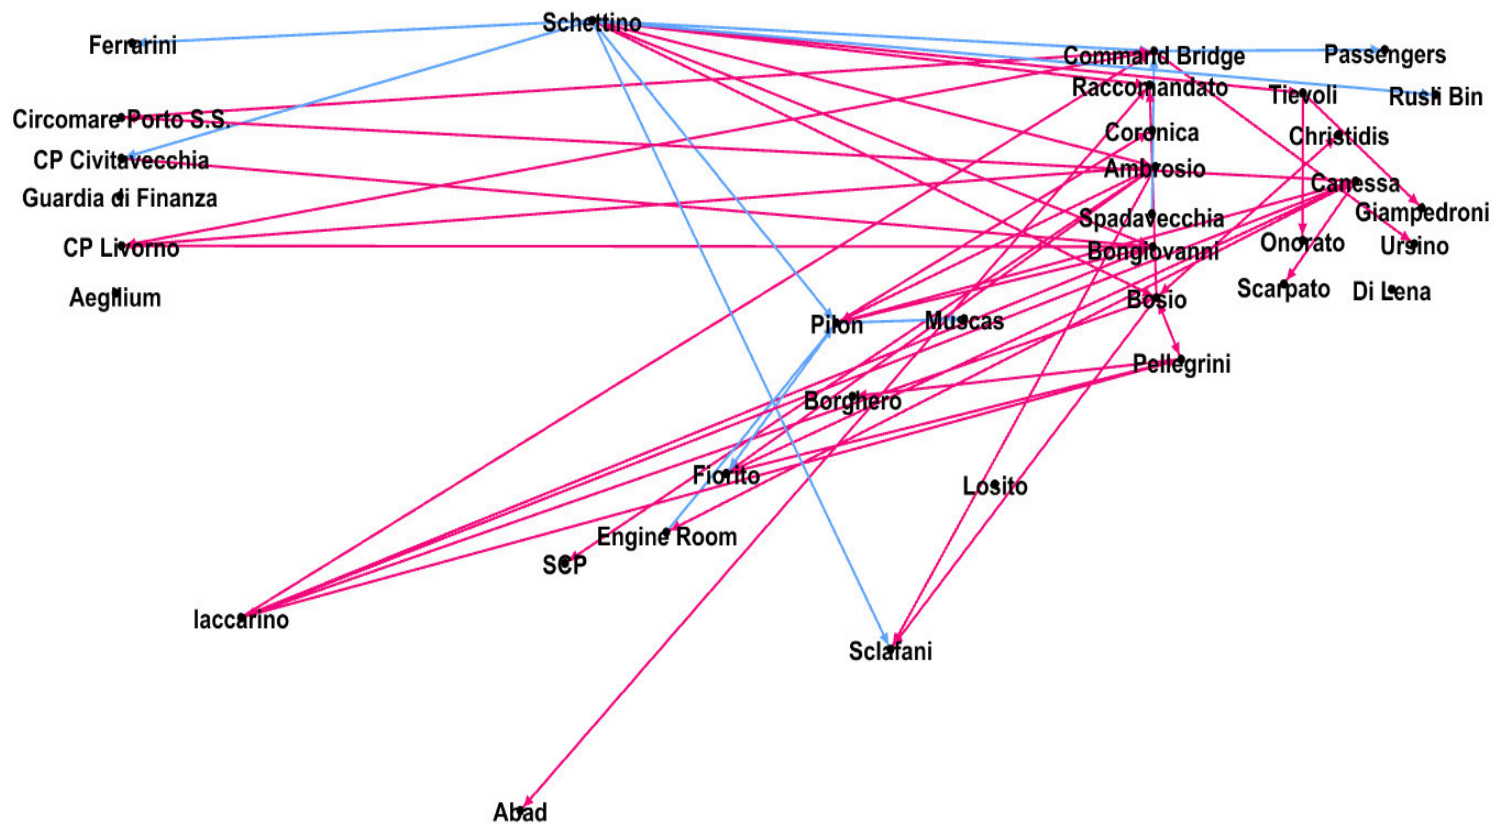 Schettino
Ferrarini
Command Bridge
Passengers
Raccomandato
Tievoli
Rush Bin
Circomare Porto S.S.
Coronica
Christidis
CP Civitavecchia
Ambrosio
Canessa
Guardia di Finanza
Spadavecchia
Giampedroni
CP Livorno
Bongiovanni
Onorato
Ursino
Aegilium
Bosio
Scarpato
Di Lena
Pilon
Muscas
Pellegrini
Borghero
Fiorito
Losito
Engine Room
SCP
Iaccarino
Sclafani
Abad